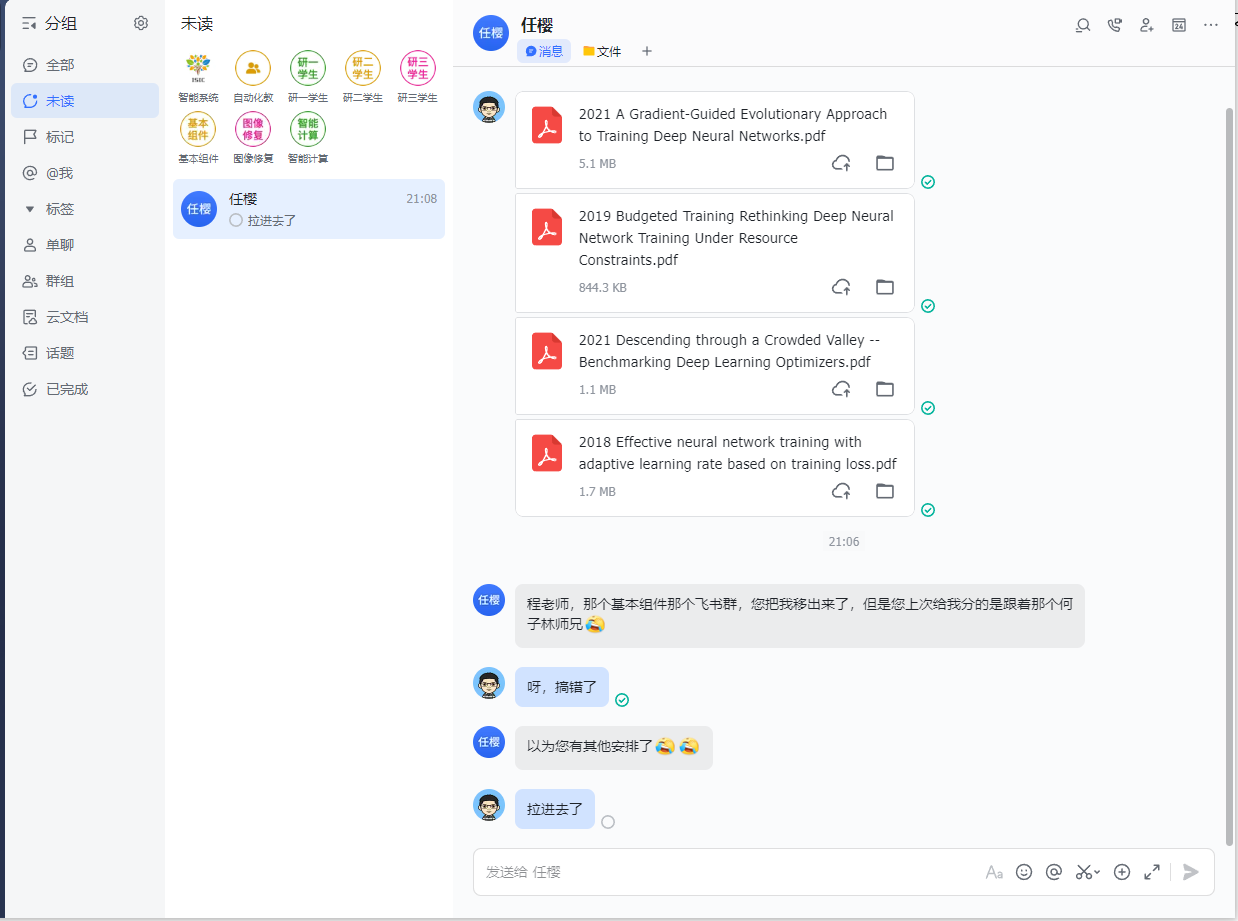 分组
全部
未读
标记
@我
标签
单聊
群组
云文档
话题
已完成
未读
ISIC
研一
学生
研二
学生
研三
学生
智能系统
自动化教
研一学生
研二学生
研三学生
基本
组件
图像
修复
智能
计算
基本组件
图像修复
智能计算
任樱
任樱
21:08
拉进去了
任樱
任樱
消息
文件
24
2021 A Gradient-Guided Evolutionary Approach
to Training Deep Neural Networks.pdf
5.1 MB
2019 Budgeted Training Rethinking Deep Neural
Network Training Under Resource
Constraints.pdf
844.3 KB
2021 Descending through a Crowded Valley --
Benchmarking Deep Learning Optimizers.pdf
1.1 MB
2018 Effective neural network training with
adaptive learning rate based on training loss.pdf
1.7 MB
21:06
任樱
程老师，那个基本组件那个飞书群，您把我移出来了，但是您上次给我分的是跟着那个何
子林师兄
呀，搞错了
任樱
以为您有其他安排了
拉进去了
发送给 任樱
Aa